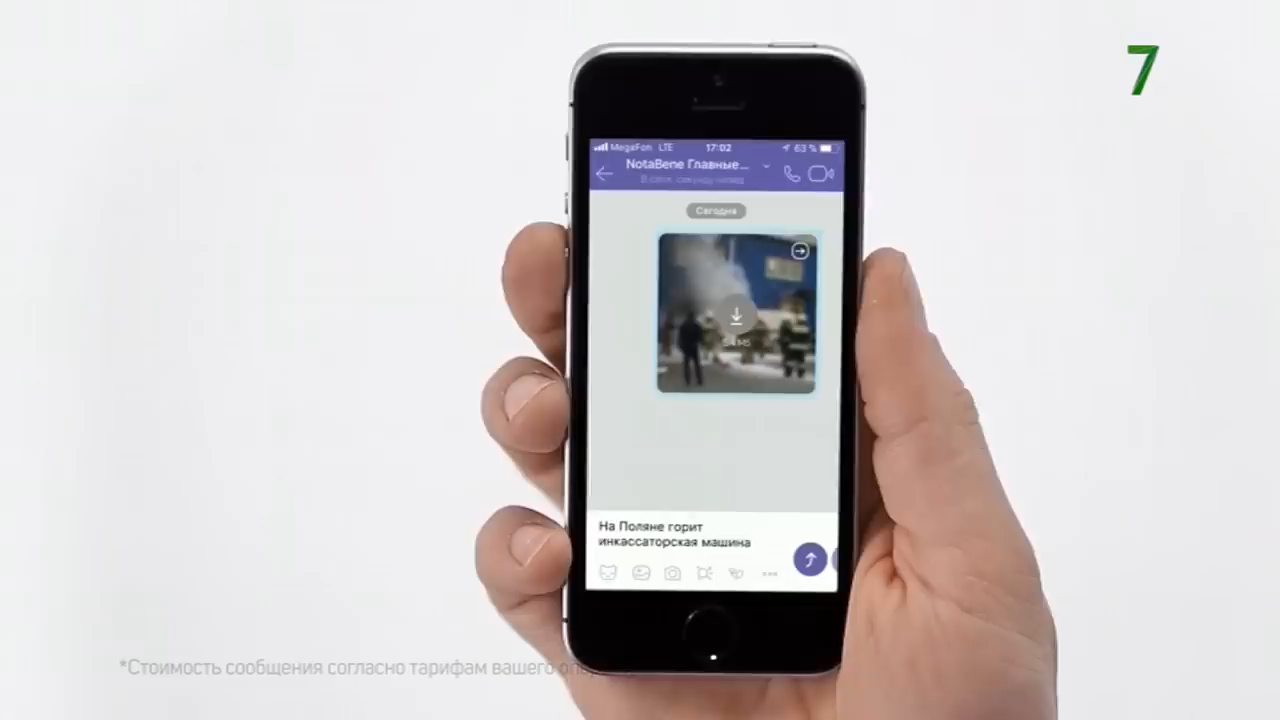 7
MegaFon LTE 17:02 63 %
NotaBene Главные...
Сегодня
На Поляне горит
инкассаторская машина
*Стоимость сообщения согласно тарифам вашего